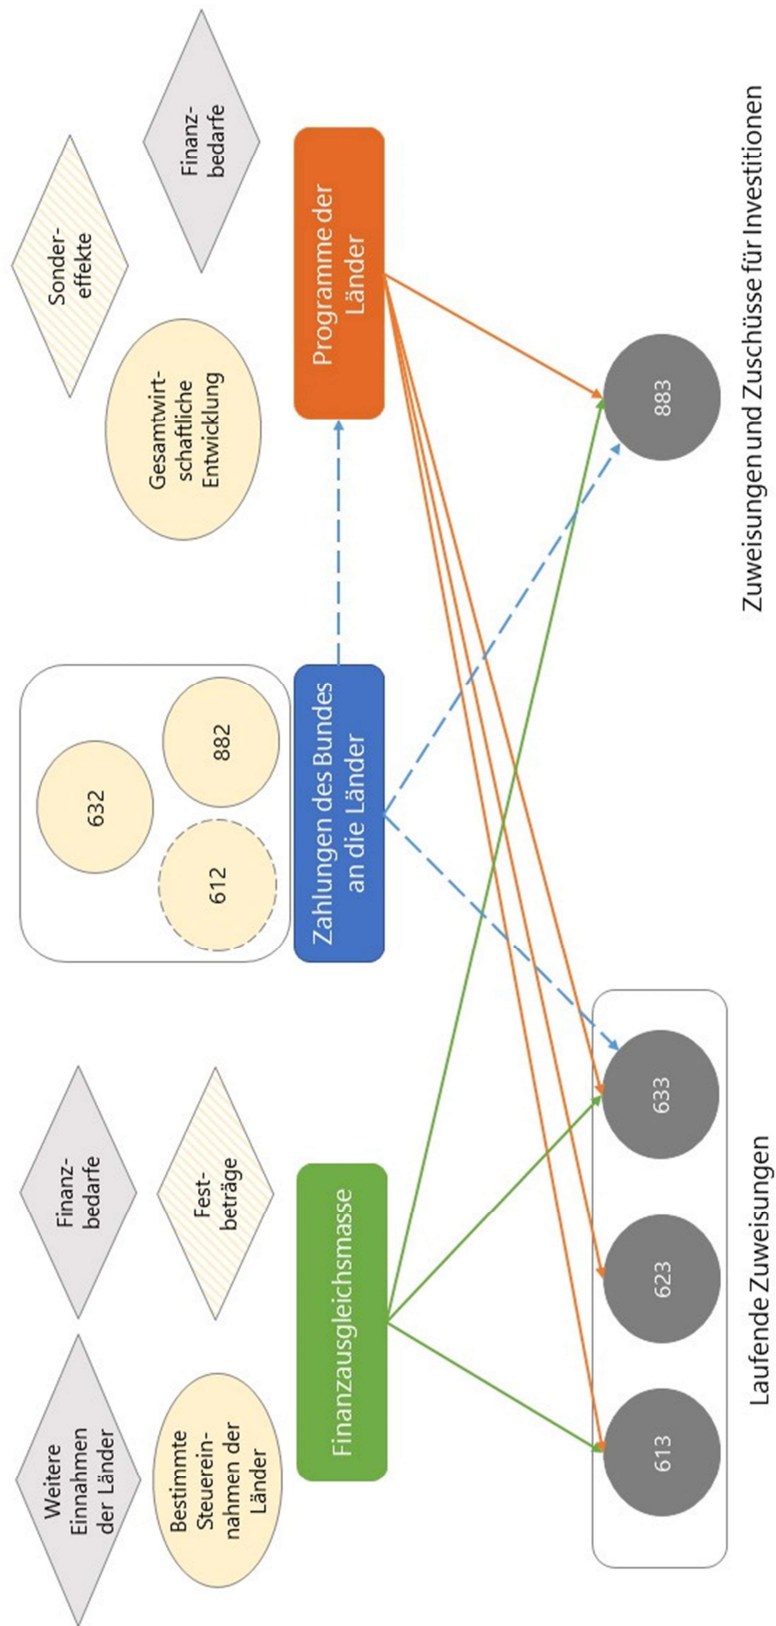 Weitere
Einnahmen
der Länder
Finanz-
bedarfe
Bestimmte
Steuerein-
nahmen der
Länder
Fest-
beträge
Finanzausgleichsmasse
632
612
882
Zahlungen des Bundes
an die Länder
Sonder-
effekte
Gesamtwirt-
schaftliche
Entwicklung
Finanz-
bedarfe
Programme der
Länder
613
623
633
883
Laufende Zuweisungen
Zuweisungen und Zuschüsse für Investitionen